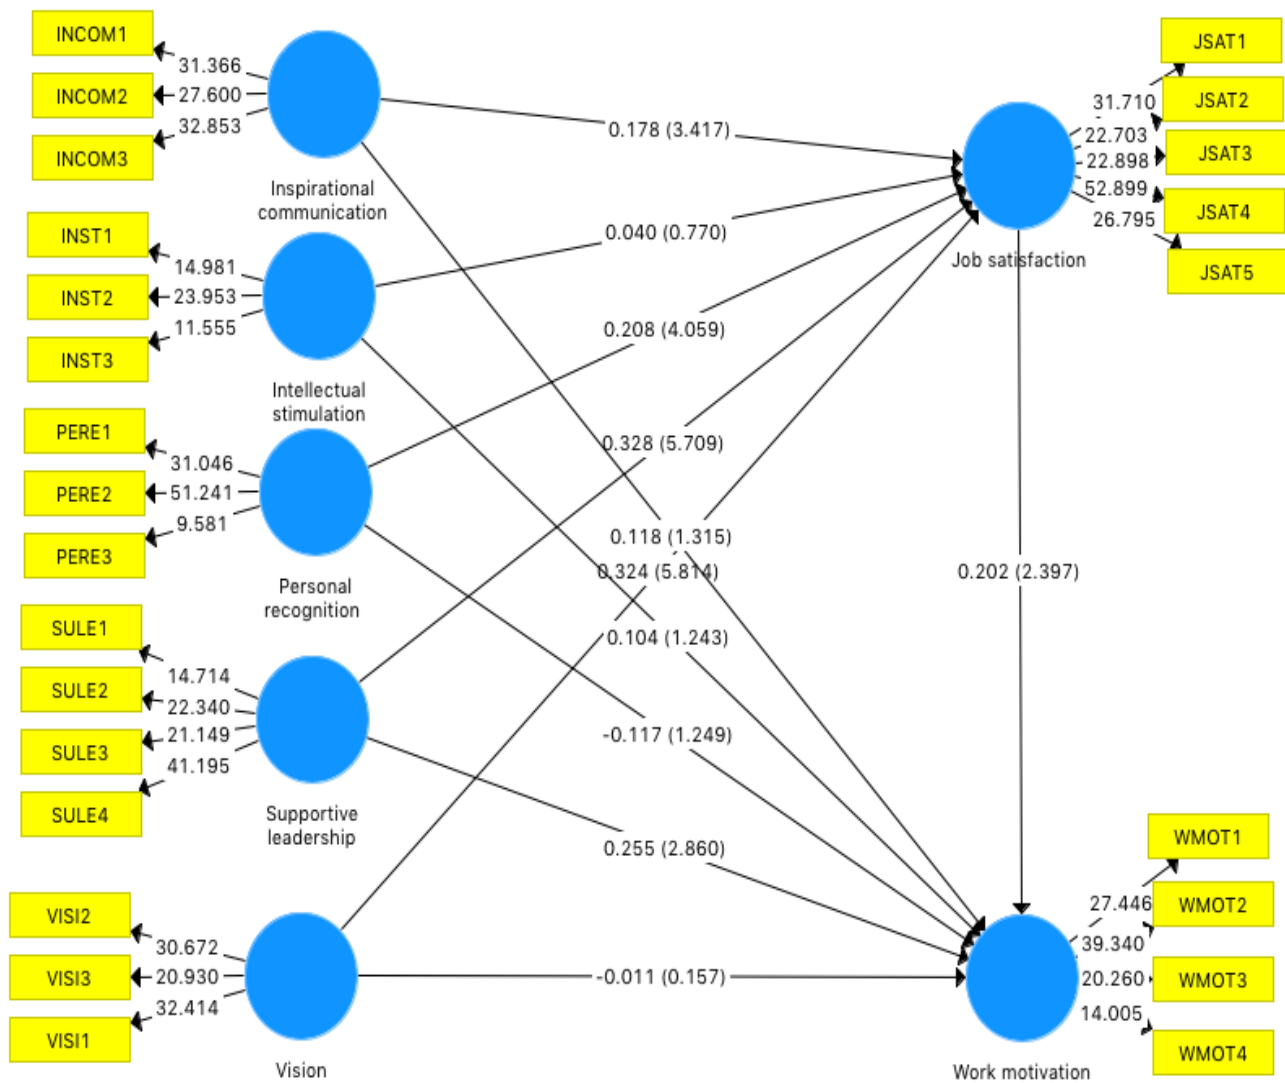 INCOM1
INCOM2
INCOM3
31.366
27.600
32.853
Inspirational
communication
INST1
INST2
INST3
14.981
23.953
11.555
Intellectual
stimulation
PERE1
PERE2
PERE3
31.046
51.241
9.581
Personal
recognition
SULE1
SULE2
SULE3
SULE4
14.714
22.340
21.149
41.195
Supportive
leadership
VISI2
VISI3
VISI1
30.672
20.930
32.414
Vision
0.178 (3.417)
0.040 (0.770)
0.208 (4.059)
0.328 (5.709)
0.118 (1.315)
0.324 (5.814)
0.104 (1.243)
-0.117 (1.249)
0.255 (2.860)
-0.011 (0.157)
0.202 (2.397)
Job satisfaction
31.710
22.703
22.898
52.899
26.795
JSAT1
JSAT2
JSAT3
JSAT4
JSAT5
Work motivation
27.446
39.340
20.260
14.005
WMOT1
WMOT2
WMOT3
WMOT4